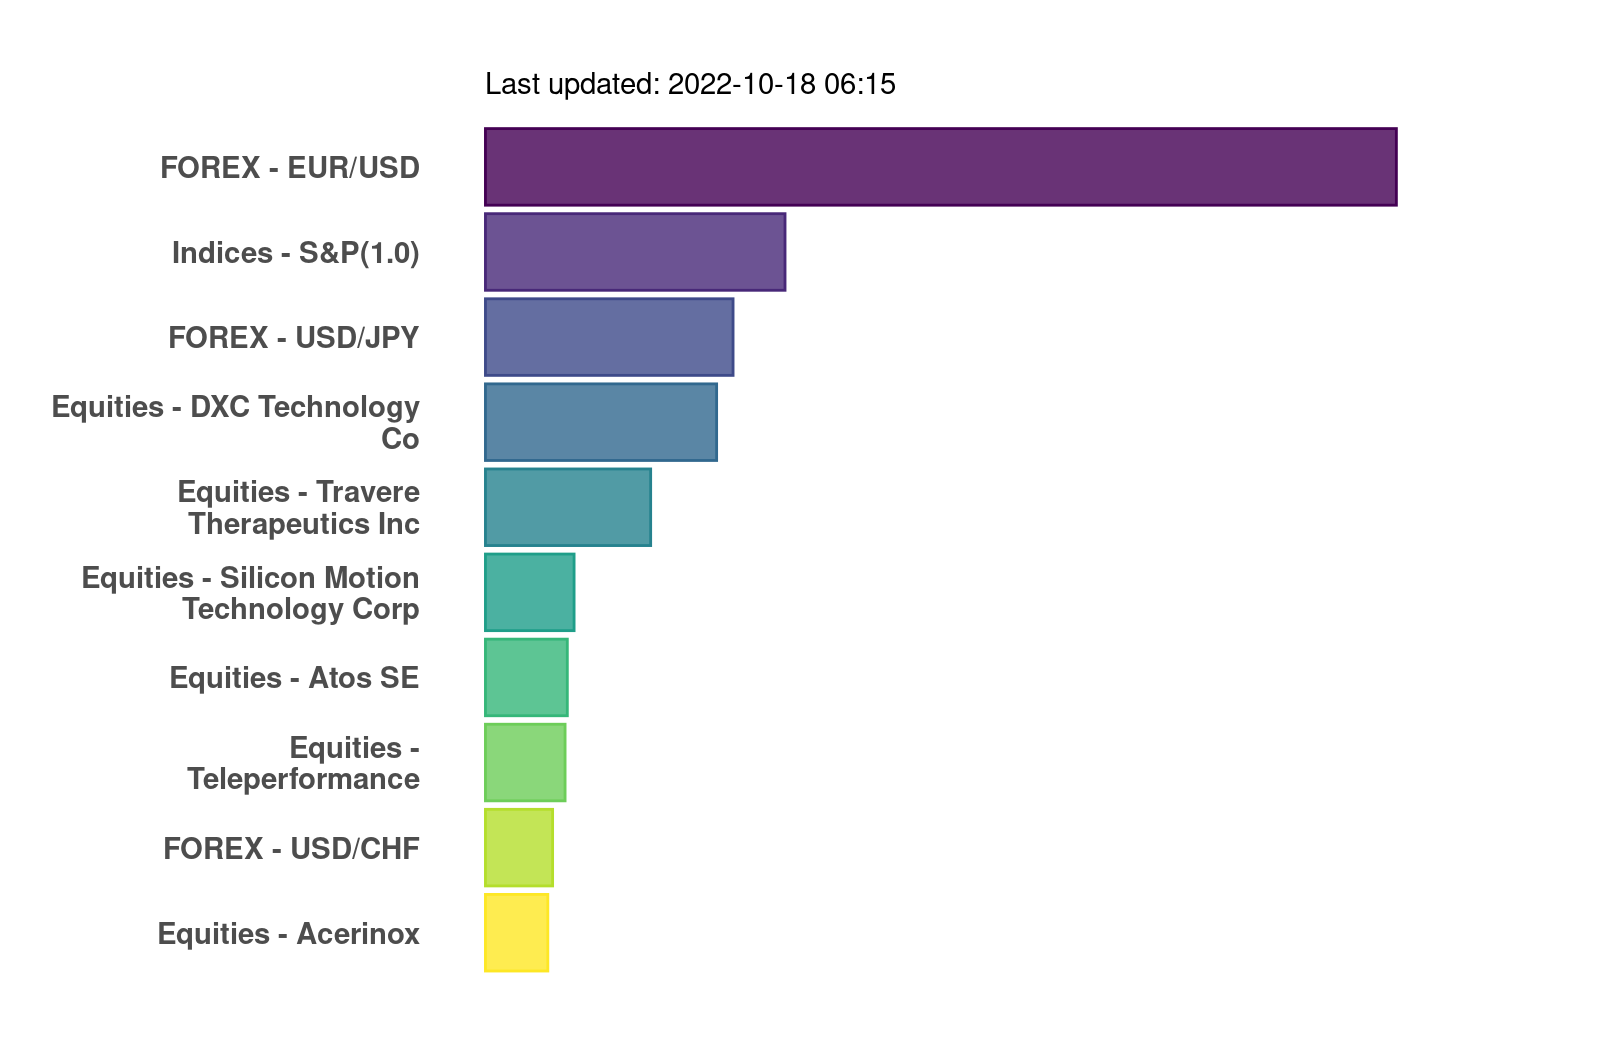 Last updated: 2022-10-18 06:15
FOREX - EUR/USD
Indices - S&P(1.0)
FOREX - USD/JPY
Equities - DXC Technology
Co
Equities - Travere
Therapeutics Inc
Equities - Silicon Motion
Technology Corp
Equities - Atos SE
Equities -
Teleperformance
FOREX - USD/CHF
Equities - Acerinox